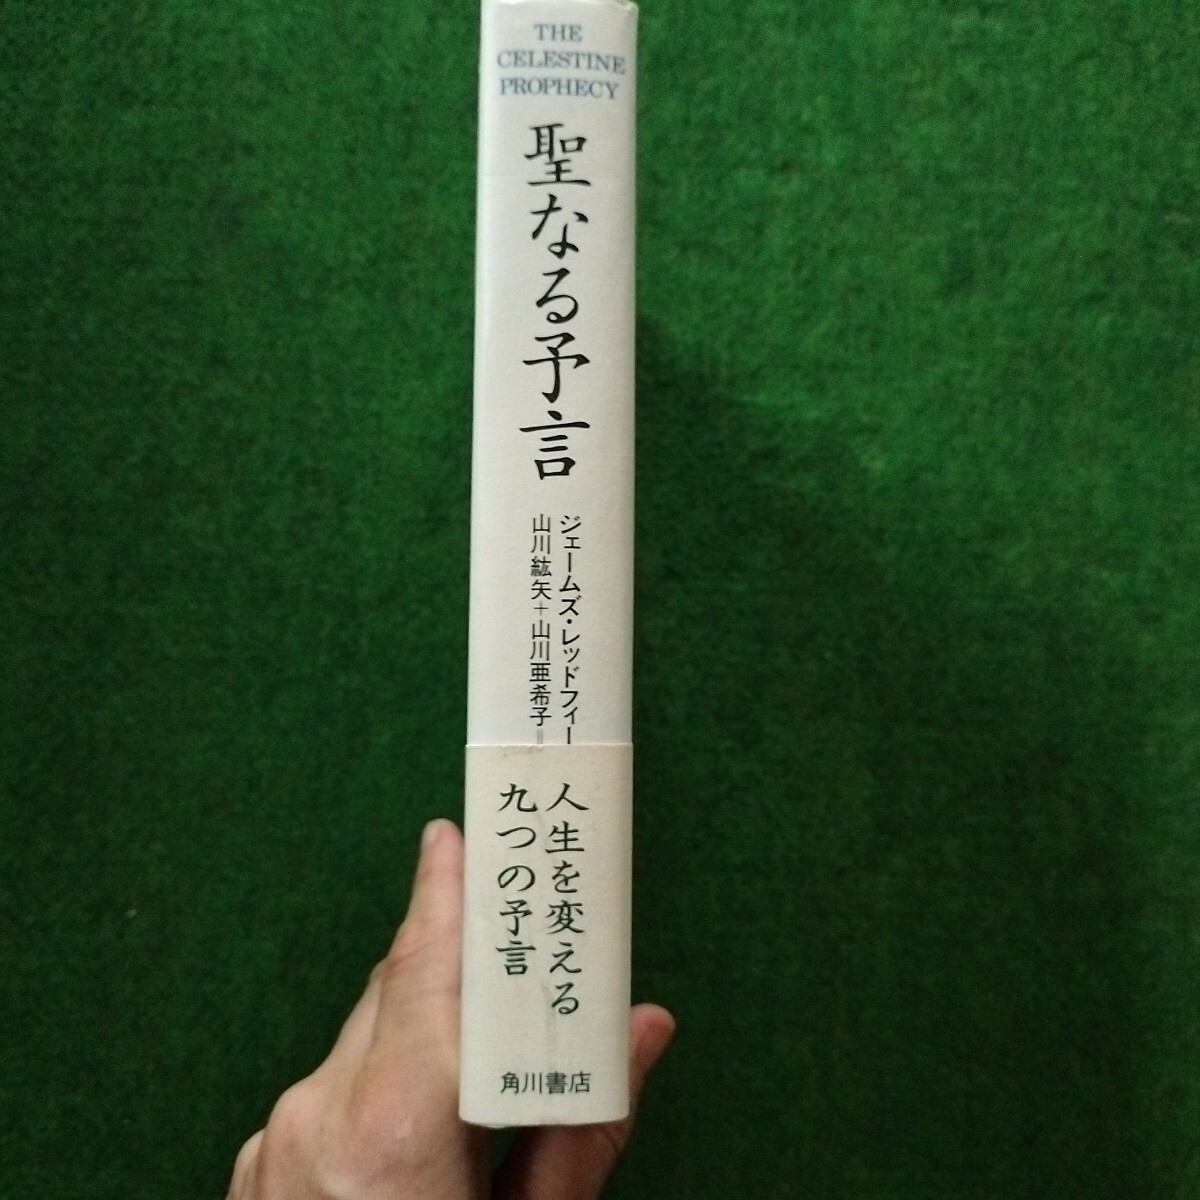 THE
CELESTINE
PROPHECY
聖なる予言
ジェームズ・レッドフィー
山川紘矢+山川亜希子=
人生を変える
九つの予言
角川書店